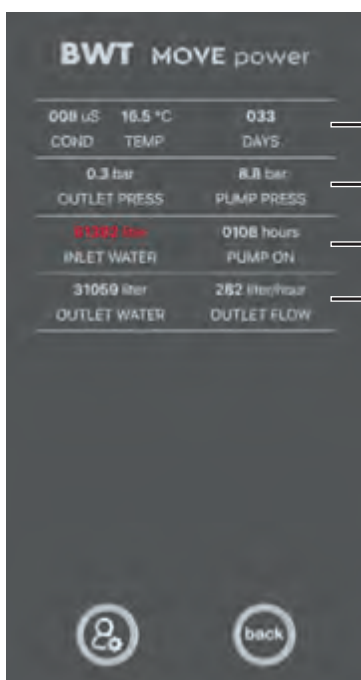 BWT MOVE power
008 uS 16.5 °C 033
COND TEMP DAYS
0.3 bar 8.8 bar
OUTLET PRESS PUMP PRESS
0108 hours
INLET WATER PUMP ON
31059 liter 282 liter/hour
OUTLET WATER OUTLET FLOW
back